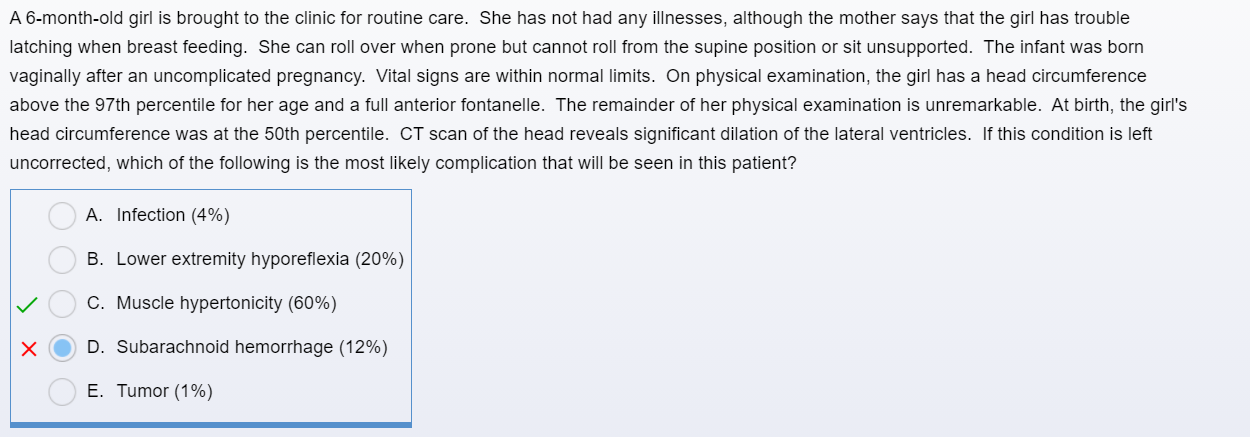 A 6-month-old girl is brought to the clinic for routine care.  She has not had any illnesses, although the mother says that the girl has trouble
latching when breast feeding.  She can roll over when prone but cannot roll from the supine position or sit unsupported.  The infant was born
vaginally after an uncomplicated pregnancy.  Vital signs are within normal limits.  On physical examination, the girl has a head circumference
above the 97th percentile for her age and a full anterior fontanelle.  The remainder of her physical examination is unremarkable.  At birth, the girl's
head circumference was at the 50th percentile.  CT scan of the head reveals significant dilation of the lateral ventricles.  If this condition is left
uncorrected, which of the following is the most likely complication that will be seen in this patient?
A. Infection (4%)
B. Lower extremity hyporeflexia (20%)
C. Muscle hypertonicity (60%)
D. Subarachnoid hemorrhage (12%)
E. Tumor (1%)